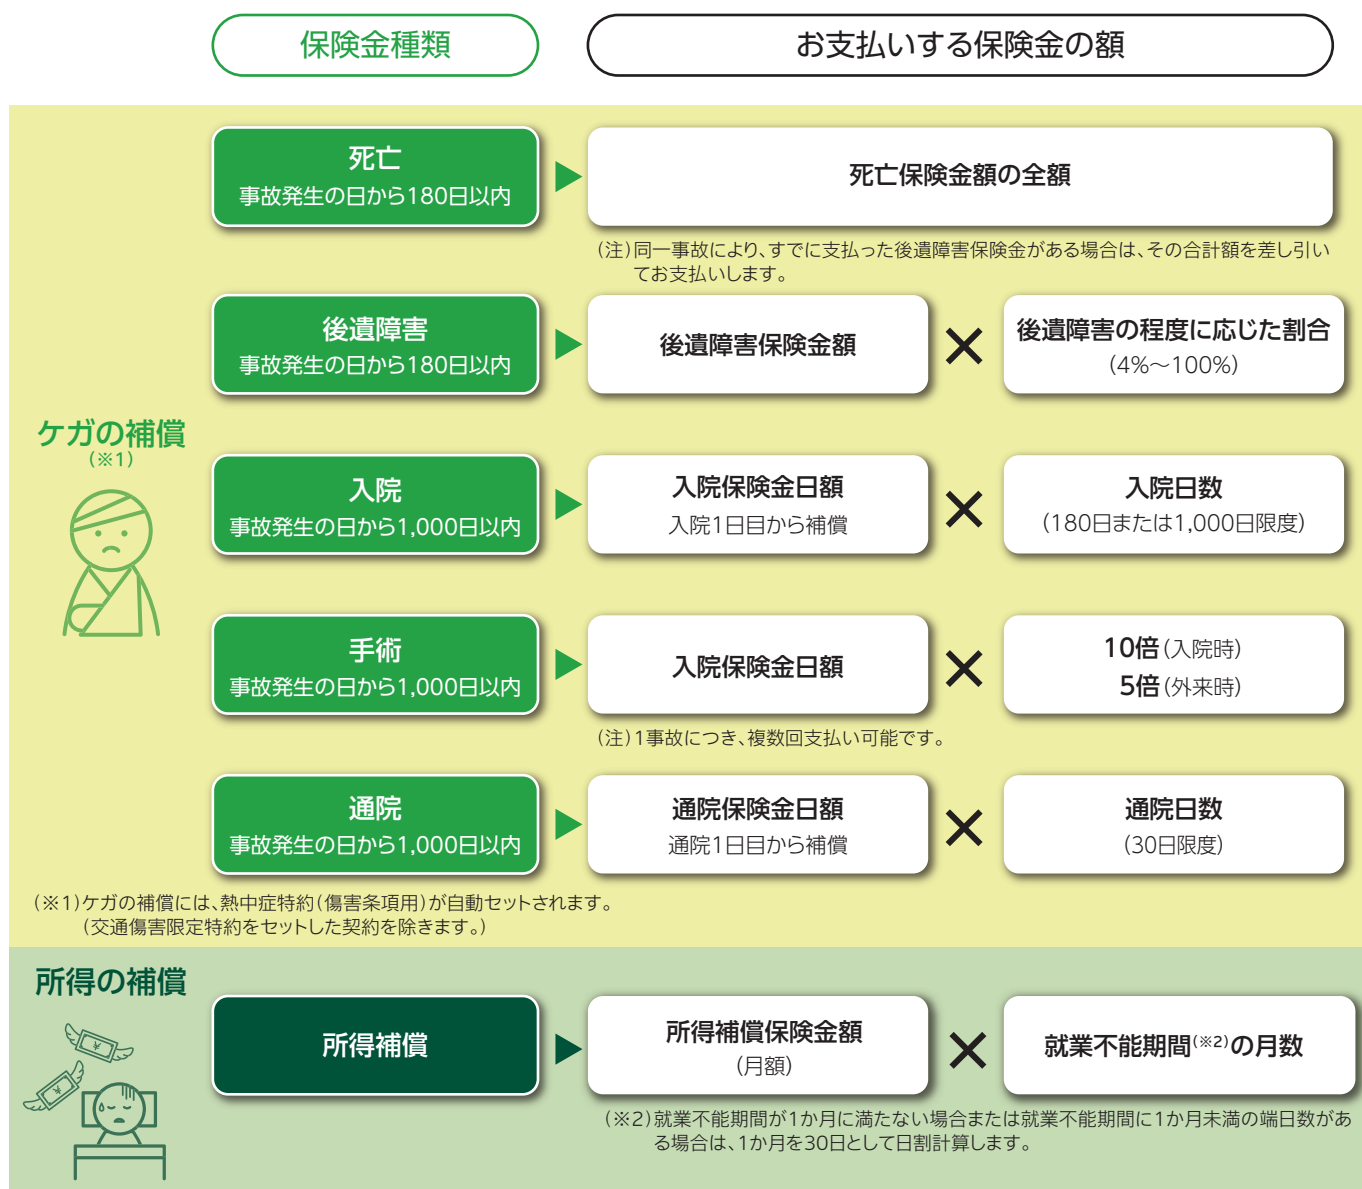 保険金種類
お支払いする保険金の額
死亡
事故発生の日から180日以内
死亡保険金額の全額
(注)同一事故により、すでに支払った後遺障害保険金がある場合は、その合計額を差し引い
てお支払いします。
後遺障害
事故発生の日から180日以内
後遺障害保険金額
×
後遺障害の程度に応じた割合
(4%～100%)
ケガの補償
(※1)
入院
事故発生の日から1,000日以内
入院保険金日額
入院1日目から補償
×
入院日数
(180日または1,000日限度)
手術
事故発生の日から1,000日以内
入院保険金日額
×
10倍(入院時)
5倍(外来時)
(注)1事故につき、複数回支払い可能です。
通院
事故発生の日から1,000日以内
通院保険金日額
通院1日目から補償
×
通院日数
(30日限度)
(※1)ケガの補償には、熱中症特約(傷害条項用)が自動セットされます。
(交通傷害限定特約をセットした契約を除きます。)
所得の補償
所得補償
所得補償保険金額
(月額)
×
就業不能期間(※2)の月数
(※2)就業不能期間が1か月に満たない場合または就業不能期間に1か月未満の端日数があ
る場合は、1か月を30日として日割計算します。
¥
¥